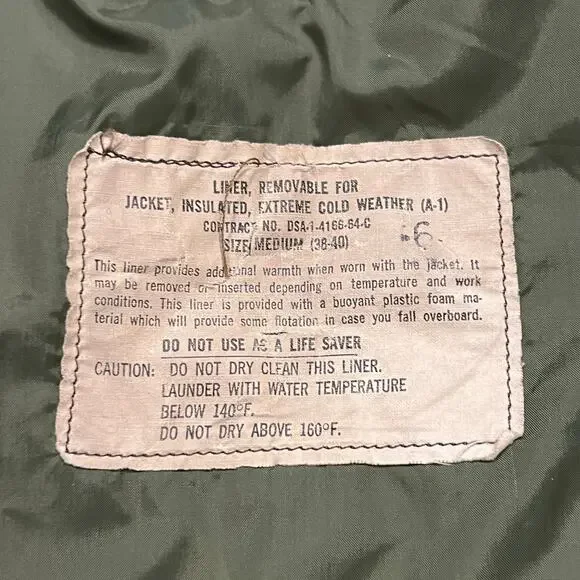 LINER, REMOVABLE FOR
JACKET, INSULATED, EXTREME COLD WEATHER (A-1)
CONTRACT NO. DSA-1-4166-64-C
SIZE MEDIUM (38-40) 6
This liner provides additional warmth when worn with the jacket. It
may be removed or inserted depending on temperature and work
conditions. This liner is provided with a buoyant plastic foam ma-
terial which will provide some flotation in case you fall overboard.
DO NOT USE AS A LIFE SAVER
CAUTION: DO NOT DRY CLEAN THIS LINER.
LAUNDER WITH WATER TEMPERATURE
BELOW 140°F.
DO NOT DRY ABOVE 160°F.